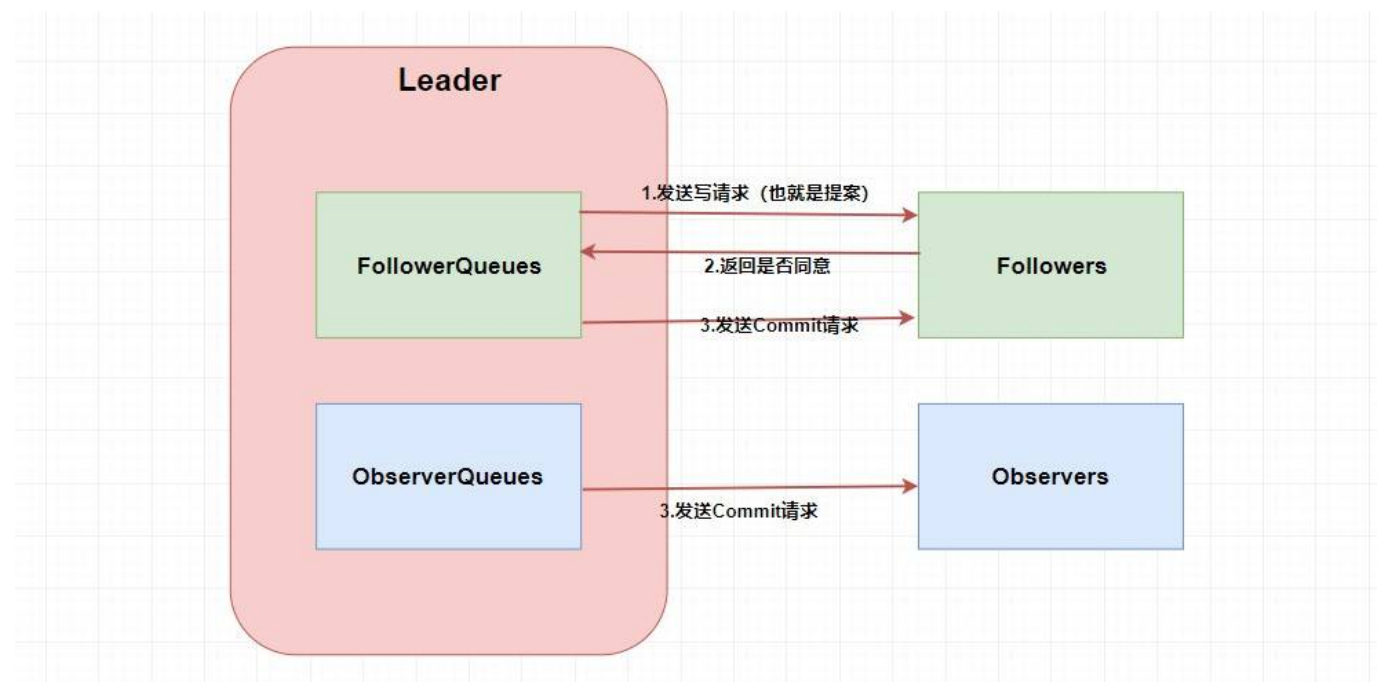 Leader
1.发送写请求（也就是提案）
FollowerQueues
2.返回是否同意
Followers
3.发送Commit请求
ObserverQueues
Observers
3.发送Commit请求